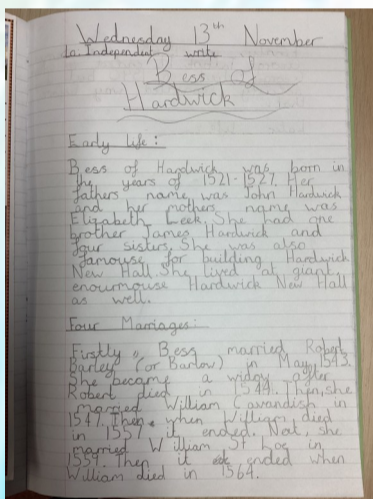 Wednesday 13th November
Lo. Independent write
Bess of
Hardwick
Early life:
Bess of Hardwick was born in
the years of 1521-1527. Her
fathers name was John Hardwick
and her mothers name was
Elizabeth Leek. She had one
brother James Hardwick and
four sisters. She was also
famouse for building Hardwick
New Hall. She lived at giant,
enourmouse Hardwick New Hall
as well.
Four Marriages:
Firstly, Bess married Robert
Barley (or Barlow) in May, 1543.
She became a widow after
Robert died in 1544. Then, she
married William Cavandish in
1547. Then, when William died
in 1557 it ended. Next, she
married William St. Loe in
1559. Then it ended when
William died in 1564.